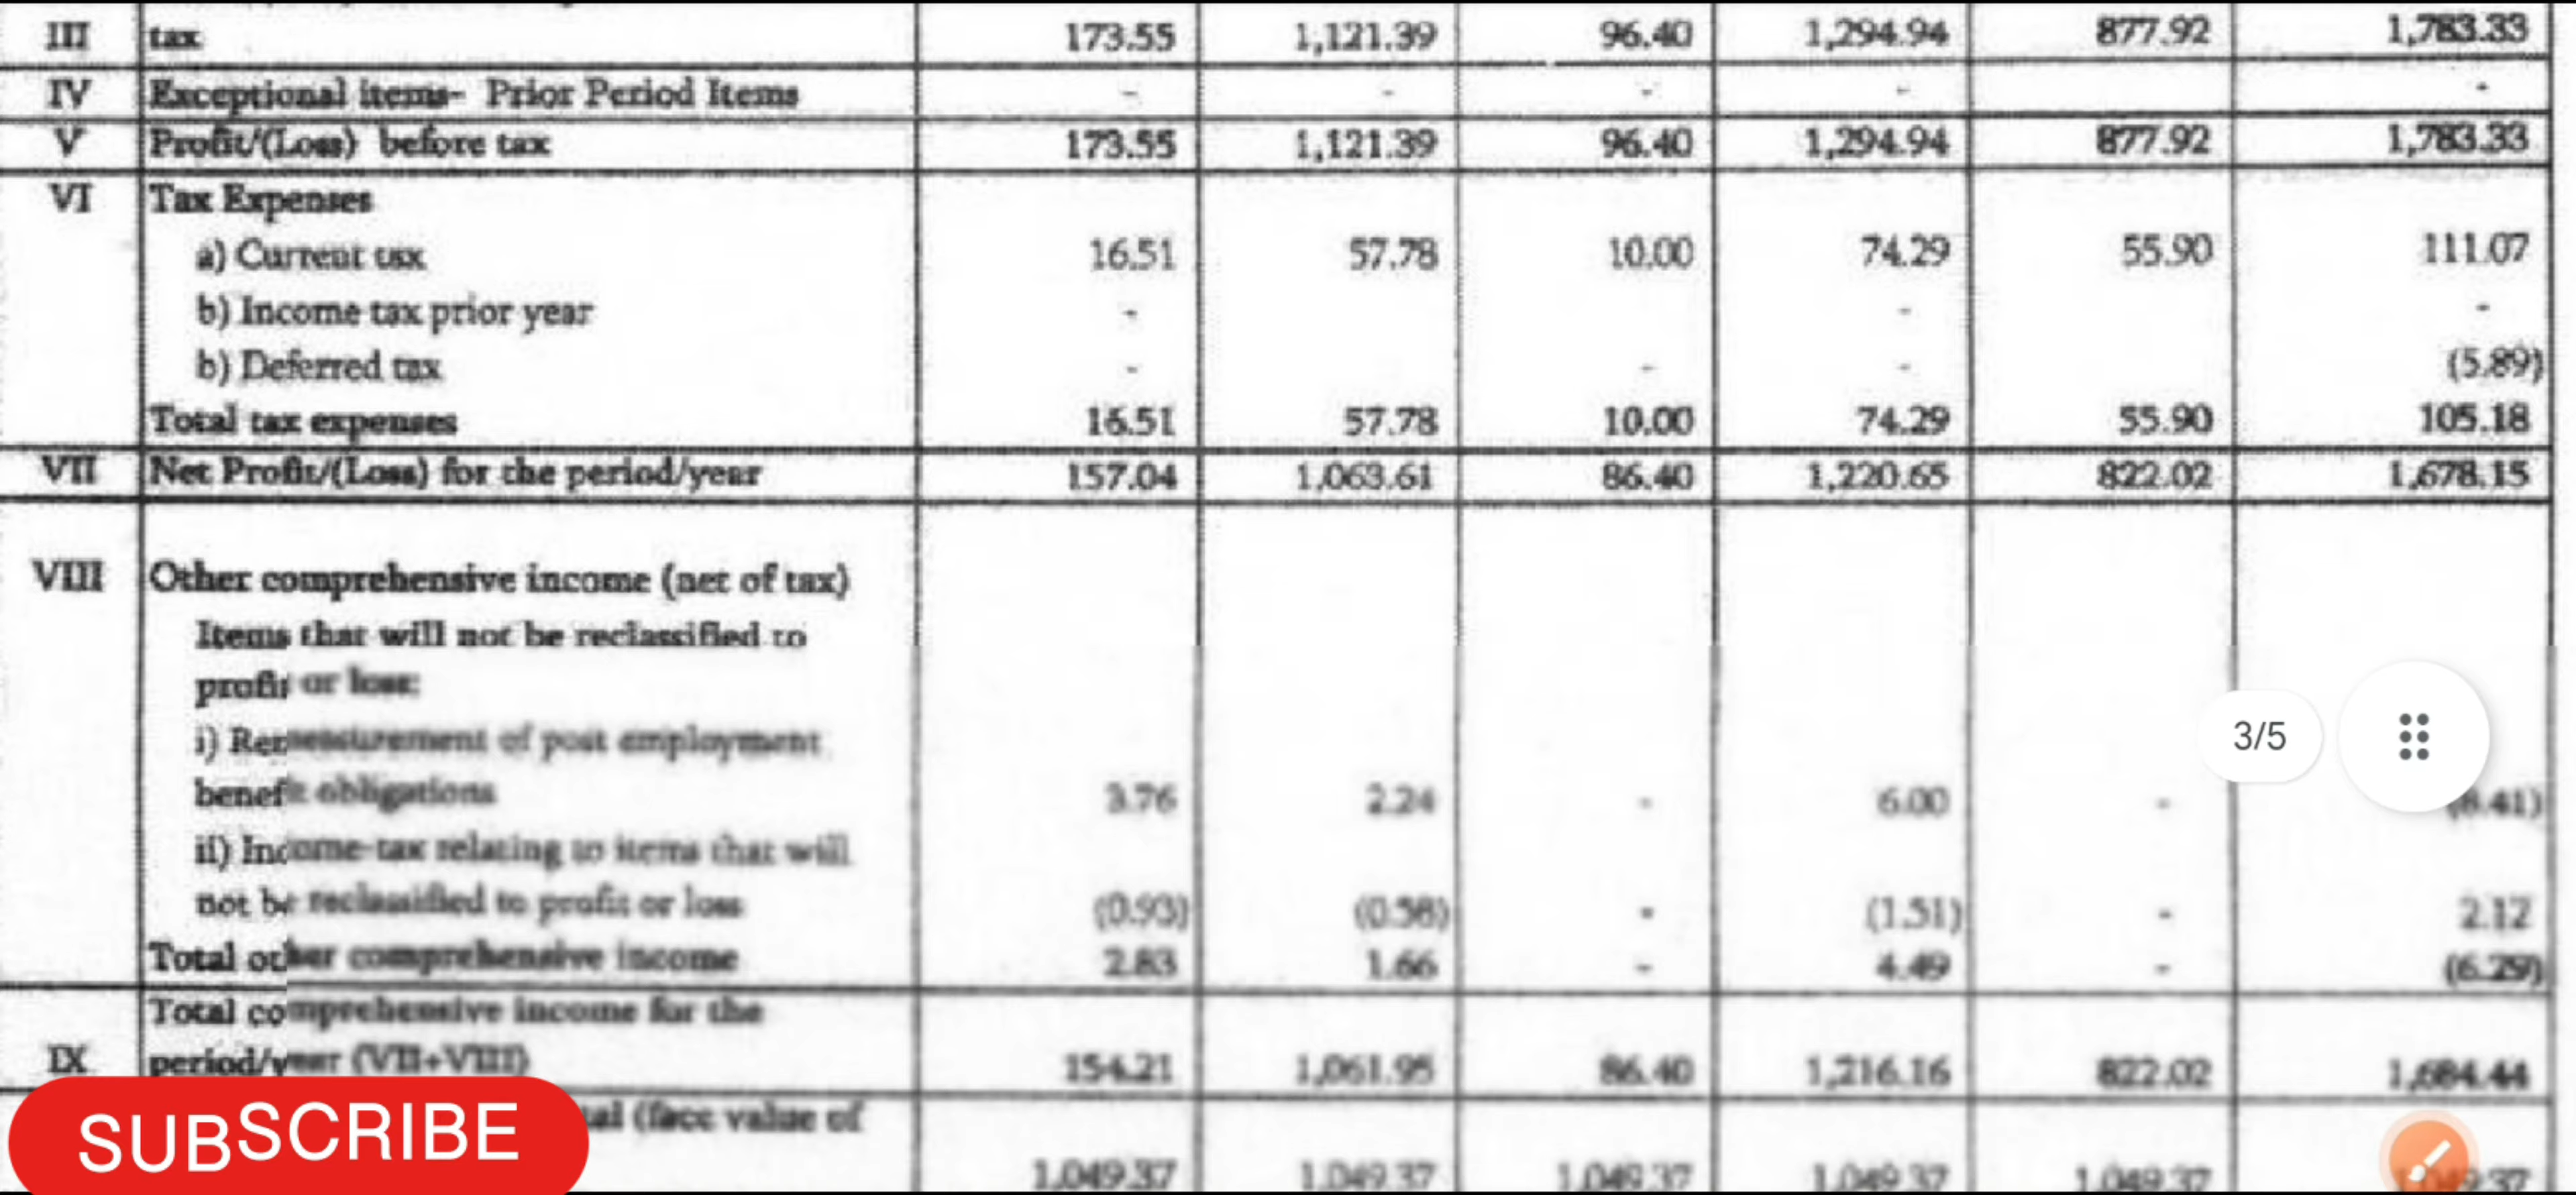 III tax 173.55 1,121.39 96.40 1,294.94 877.92 1,783.33
IV Exceptional items- Prior Period Items - - - - -
V Profit/(Loss) before tax 173.55 1,121.39 96.40 1,294.94 877.92 1,783.33
VI Tax Expenses
a) Current tax 16.51 57.78 10.00 74.29 55.90 111.07
b) Income tax prior year - - -
b) Deferred tax - - - (5.89)
Total tax expenses 16.51 57.78 10.00 74.29 55.90 105.18
VII Net Profit/(Loss) for the period/year 157.04 1,063.61 86.40 1,220.65 822.02 1,678.15
VIII Other comprehensive income (net of tax)
Items that will not be reclassified to
profit or loss:
i) Remeasurement of post employment
benefit obligations 3.76 2.24 - 6.00 - .41)
ii) Income-tax relating to items that will
not be reclassified to profit or loss (0.93) (0.58) - (1.51) - 2.12
Total other comprehensive income 2.83 1.66 - 4.49 - (6.29)
Total comprehensive income for the
IX period/year (VII+VIII) 154.21 1,061.95 86.40 1,216.16 822.02 1,684.44
tal (face value of
1,049.37 1,049.37 1,049.37 1,049.37 1,049.37
3/5
SUBSCRIBE